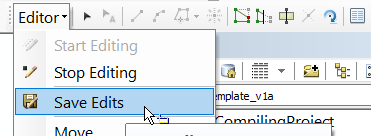 Editor
Start Editing
Stop Editing
Save Edits
emplate_v1a
Move
CompilingProject